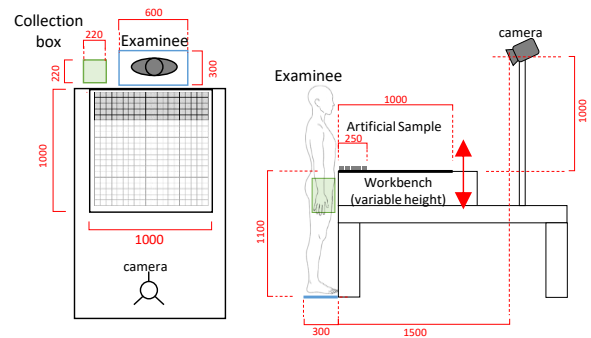 Collection
box
220
600
Examinee
220
300
1000
1000
camera
camera
Examinee
1000
Artificial Sample
250
1000
Workbench
(variable height)
1100
300
1500